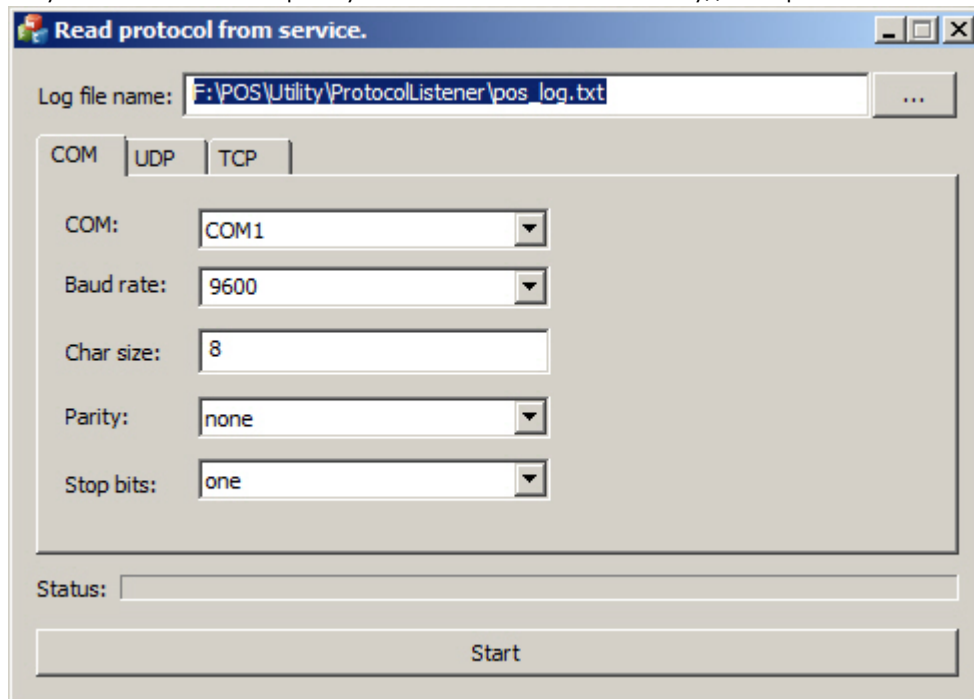 Read protocol from service.
Log file name: F:\POS\Utility\ProtocolListener\pos_log.txt ...
COM UDP TCP
COM: COM1
Baud rate: 9600
Char size: 8
Parity: none
Stop bits: one
Status:
Start